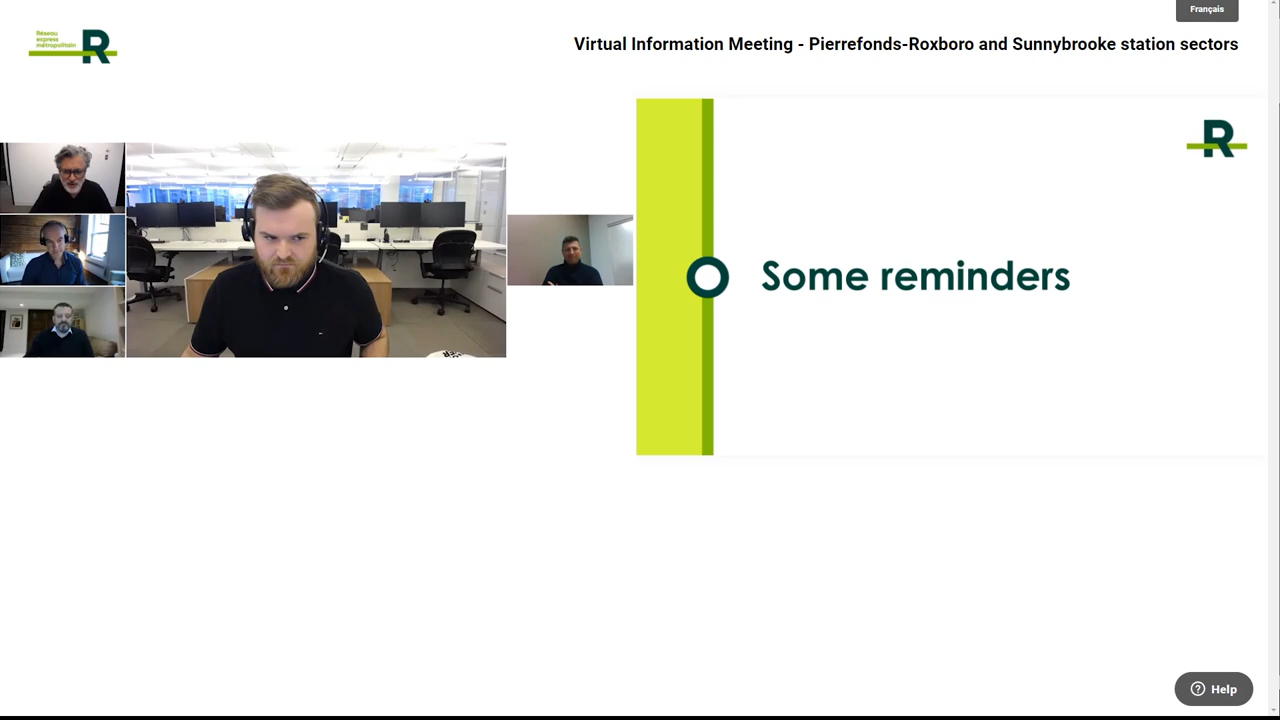 Français
Réseau
express
métropolitain
R
Virtual Information Meeting - Pierrefonds-Roxboro and Sunnybrooke station sectors
R
Some reminders
Help